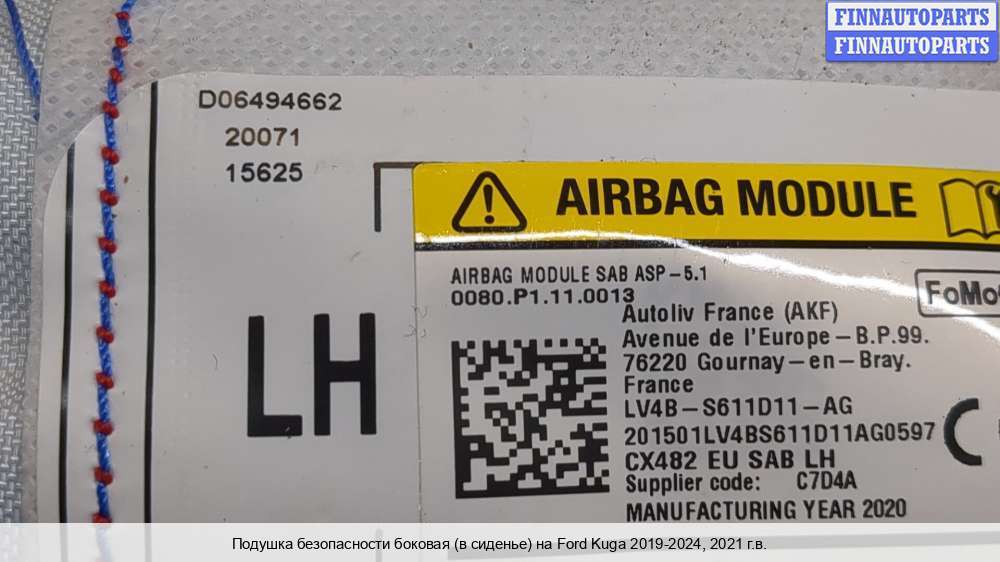 FINNAUTOPARTS
FINNAUTOPARTS
D06494662
20071
15625
AIRBAG MODULE
AIRBAG MODULE SAB ASP-5.1
0080.P1.11.0013
Autoliv France (AKF)
Avenue de l'Europe-B.P.99.
76220 Gournay-en-Bray.
France
LV4B-S611D11-AG
201501LV4BS611D11AG0597
CX482 EU SAB LH
Supplier code: C7D4A
MANUFACTURING YEAR 2020
FoMo
LH
CE
Подушка безопасности боковая (в сиденье) на Ford Kuga 2019-2024, 2021 г.в.